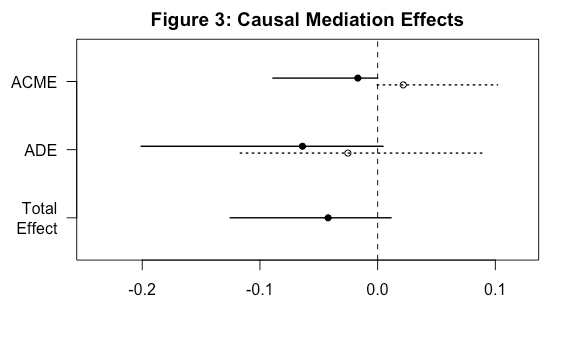 Figure 3: Causal Mediation Effects
ACME
ADE
Total
Effect
-0.2 -0.1 0.0 0.1